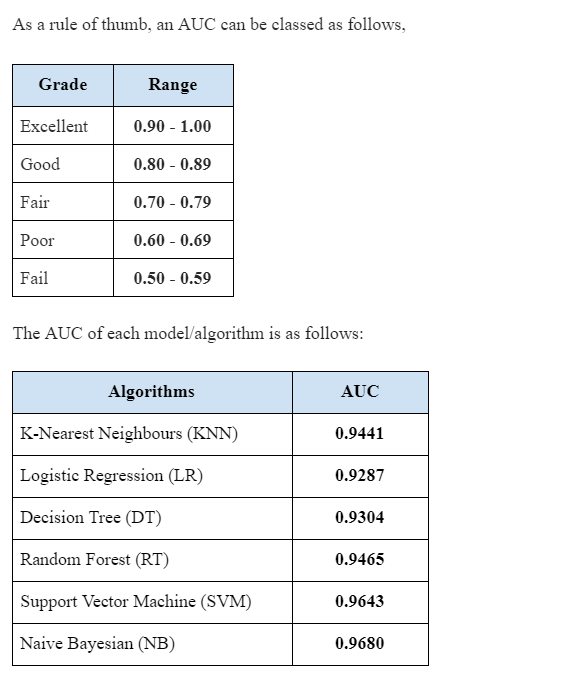 As a rule of thumb, an AUC can be classed as follows,
Grade Range
Excellent 0.90 - 1.00
Good 0.80 - 0.89
Fair 0.70 - 0.79
Poor 0.60 - 0.69
Fail 0.50 - 0.59
The AUC of each model/algorithm is as follows:
Algorithms AUC
K-Nearest Neighbours (KNN) 0.9441
Logistic Regression (LR) 0.9287
Decision Tree (DT) 0.9304
Random Forest (RT) 0.9465
Support Vector Machine (SVM) 0.9643
Naive Bayesian (NB) 0.9680